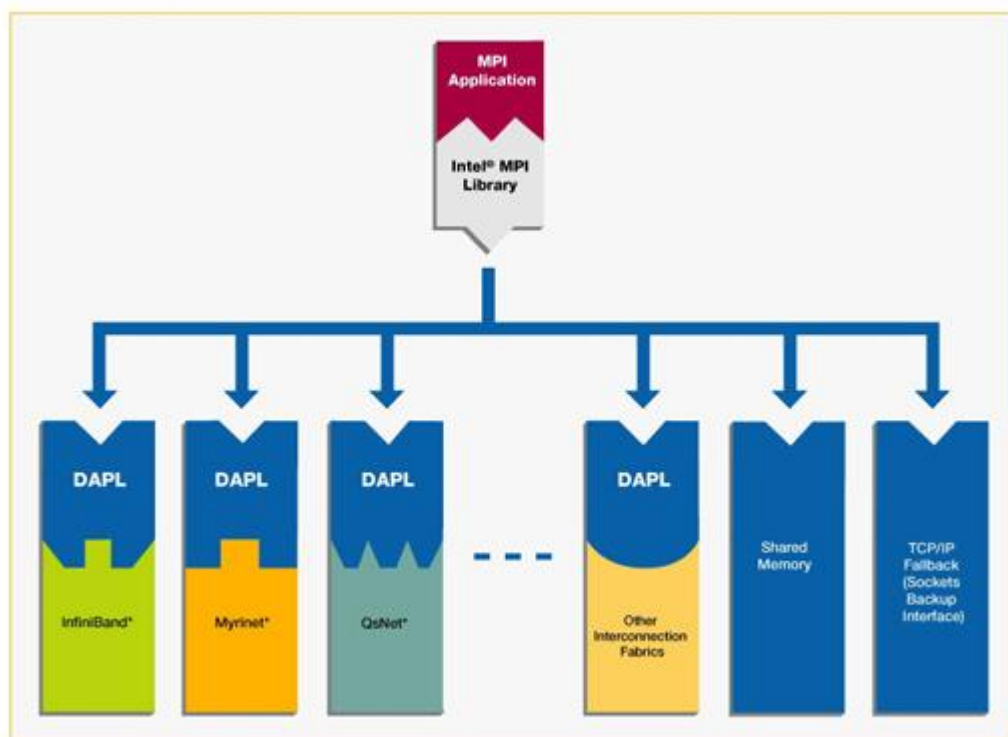 MPI
Application
Intel® MPI
Library
DAPL
DAPL
DAPL
DAPL
InfiniBand*
Myrinet*
QsNet*
Other
Interconnection
Fabrics
Shared
Memory
TCP/IP
Fallback
(Sockets
Backup
Interface)